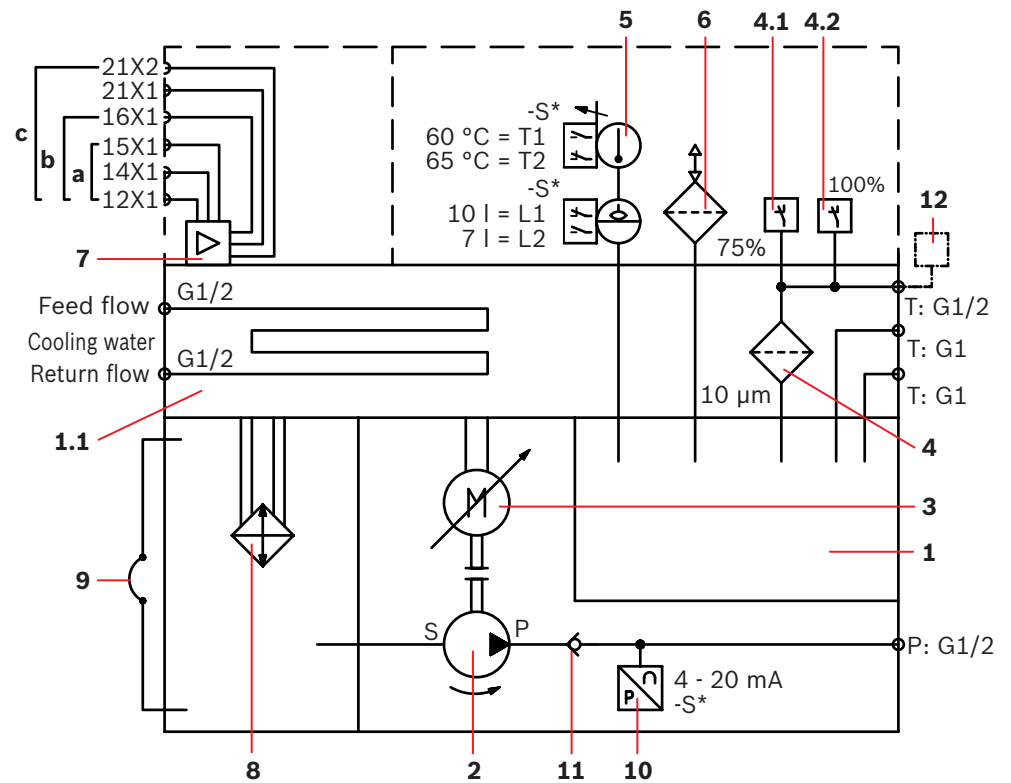 5
6
4.1
4.2
21X2
21X1
16X1
15X1
14X1
12X1
c
b
a
-S*
60 °C = T1
65 °C = T2
-S*
10 l = L1
7 l = L2
100%
75%
12
7
Feed flow
G1/2
Cooling water
Return flow
G1/2
T: G1/2
T: G1
T: G1
10 µm
1.1
4
M
3
1
9
S
P
P: G1/2
P
4 - 20 mA
-S*
8
2
11
10